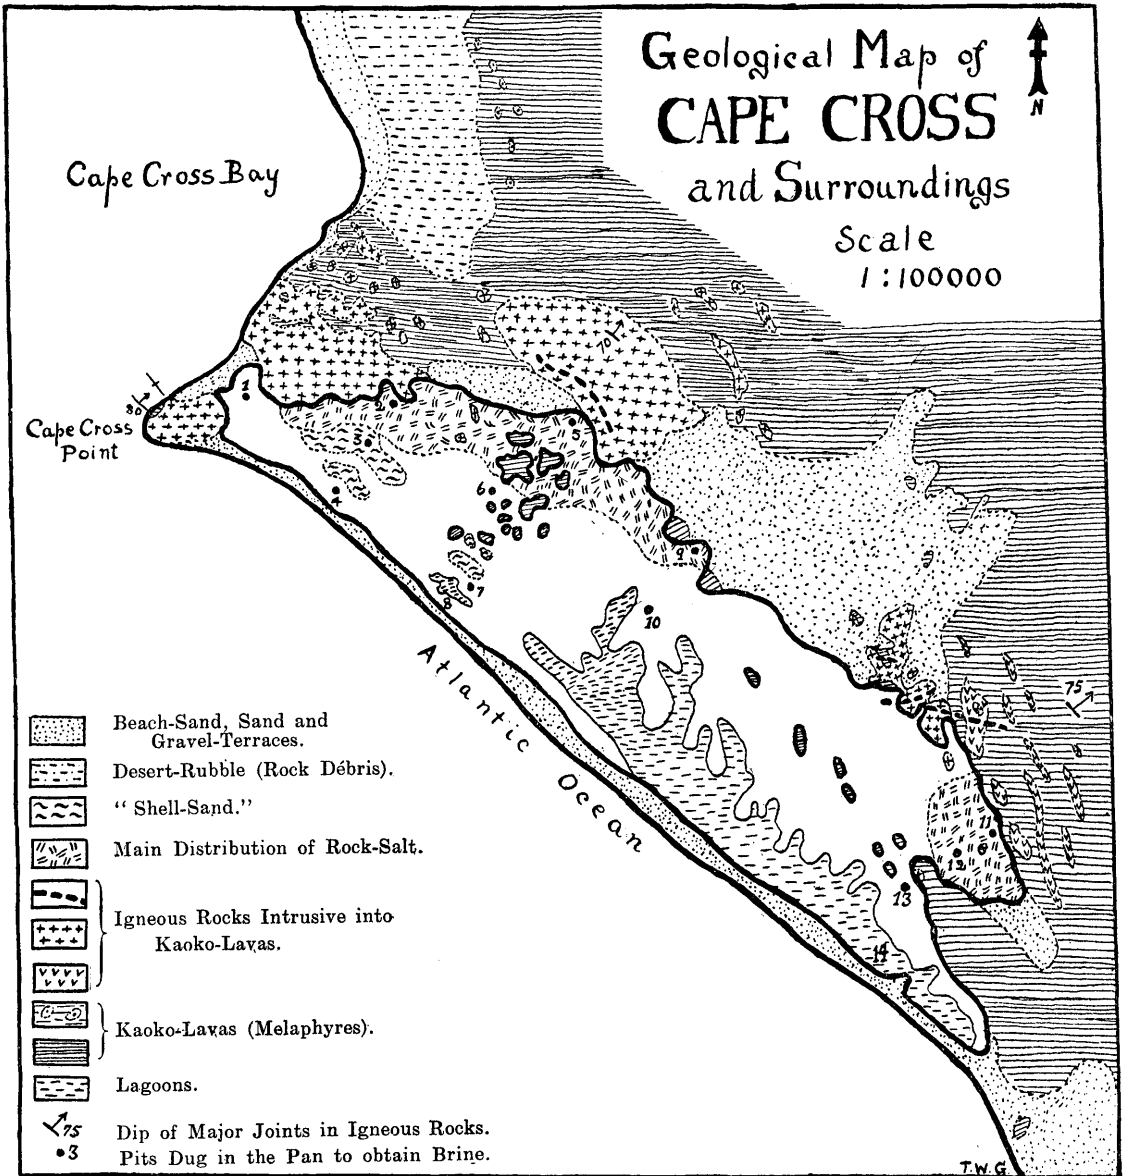 Geological Map of
CAPE CROSS
and Surroundings
Scale
1 : 100000
N
Cape Cross Bay
Cape Cross
Point
80
70
75
1
2
3
4
5
6
7
8
9
10
11
12
13
14
Atlantic Ocean
Beach-Sand, Sand and
Gravel-Terraces.
Desert-Rubble (Rock Débris).
“ Shell-Sand.”
Main Distribution of Rock-Salt.
Igneous Rocks Intrusive into
Kaoko-Lavas.
Kaoko-Lavas (Melaphyres).
Lagoons.
75 Dip of Major Joints in Igneous Rocks.
•3 Pits Dug in the Pan to obtain Brine.
T.W.G.